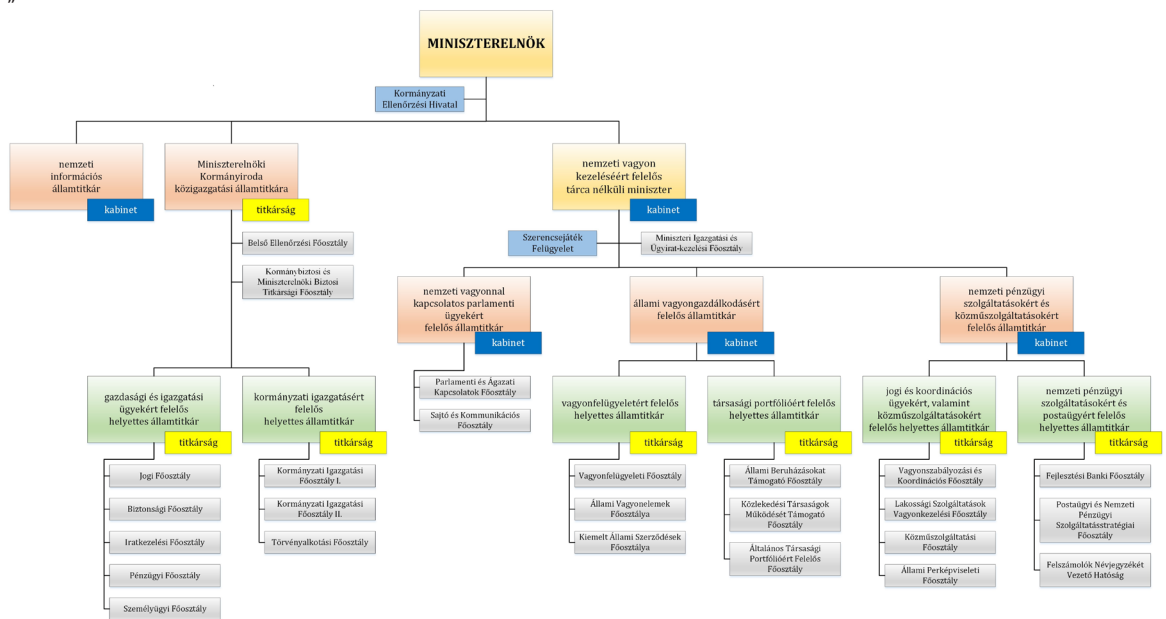 „
MINISZTERELNÖK
Kormányzati
Ellenőrzési Hivatal
nemzeti
információs
államtitkár
kabinet
Miniszterelnöki
Kormányiroda
közigazgatási államtitkára
titkárság
nemzeti vagyon
kezeléséért felelős
tárca nélküli miniszter
kabinet
Belső Ellenőrzési Főosztály
Kormánybiztosi és
Miniszterelnöki Biztosi
Titkársági Főosztály
Szerencsejáték
Felügyelet
Miniszteri Igazgatási és
Ügyirat-kezelési Főosztály
nemzeti vagyonnal
kapcsolatos parlamenti
ügyekért
felelős államtitkár
kabinet
állami vagyongazdálkodásért
felelős államtitkár
kabinet
nemzeti pénzügyi
szolgáltatásokért és
közműszolgáltatásokért
felelős államtitkár
kabinet
Parlamenti és Ágazati
Kapcsolatok Főosztály
Sajtó és Kommunikációs
Főosztály
gazdasági és igazgatási
ügyekért felelős
helyettes államtitkár
titkárság
kormányzati igazgatásért
felelős
helyettes államtitkár
titkárság
vagyonfelügyeletért felelős
helyettes államtitkár
titkárság
társasági portfólióért felelős
helyettes államtitkár
titkárság
jogi és koordinációs
ügyekért, valamint
közműszolgáltatásokért
felelős helyettes államtitkár
titkárság
nemzeti pénzügyi
szolgáltatásokért és
postaügyért felelős
helyettes államtitkár
titkárság
Jogi Főosztály
Biztonsági Főosztály
Iratkezelési Főosztály
Pénzügyi Főosztály
Személyügyi Főosztály
Kormányzati Igazgatási
Főosztály I.
Kormányzati Igazgatási
Főosztály II.
Törvényalkotási Főosztály
Vagyonfelügyeleti Főosztály
Állami Vagyonelemek
Főosztálya
Kiemelt Állami Szerződések
Főosztálya
Állami Beruházásokat
Támogató Főosztály
Közlekedési Társaságok
Működését Támogató
Főosztály
Általános Társasági
Portfólióért Felelős
Főosztály
Vagyonszabályozási és
Koordinációs Főosztály
Lakossági Szolgáltatások
Vagyonkezelési Főosztály
Közműszolgáltatási
Főosztály
Állami Perképviseleti
Főosztály
Fejlesztési Banki Főosztály
Postaügyi és Nemzeti
Pénzügyi
Szolgáltatásstratégiai
Főosztály
Felszámolók Névjegyzékét
Vezető Hatóság